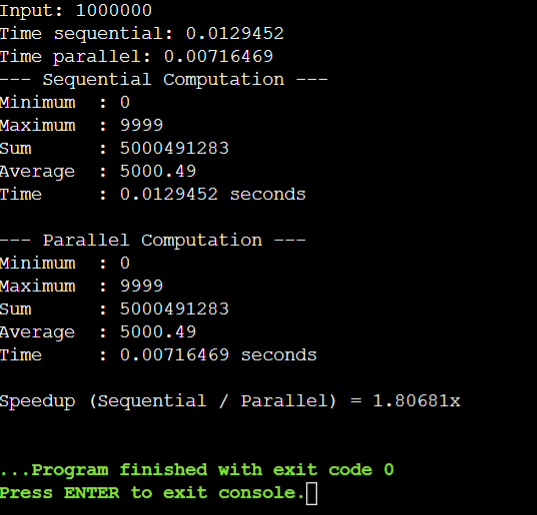 Input: 1000000
Time sequential: 0.0129452
Time parallel: 0.00716469
--- Sequential Computation ---
Minimum  : 0
Maximum  : 9999
Sum      : 5000491283
Average  : 5000.49
Time     : 0.0129452 seconds

--- Parallel Computation ---
Minimum  : 0
Maximum  : 9999
Sum      : 5000491283
Average  : 5000.49
Time     : 0.00716469 seconds

Speedup (Sequential / Parallel) = 1.80681x

...Program finished with exit code 0
Press ENTER to exit console.